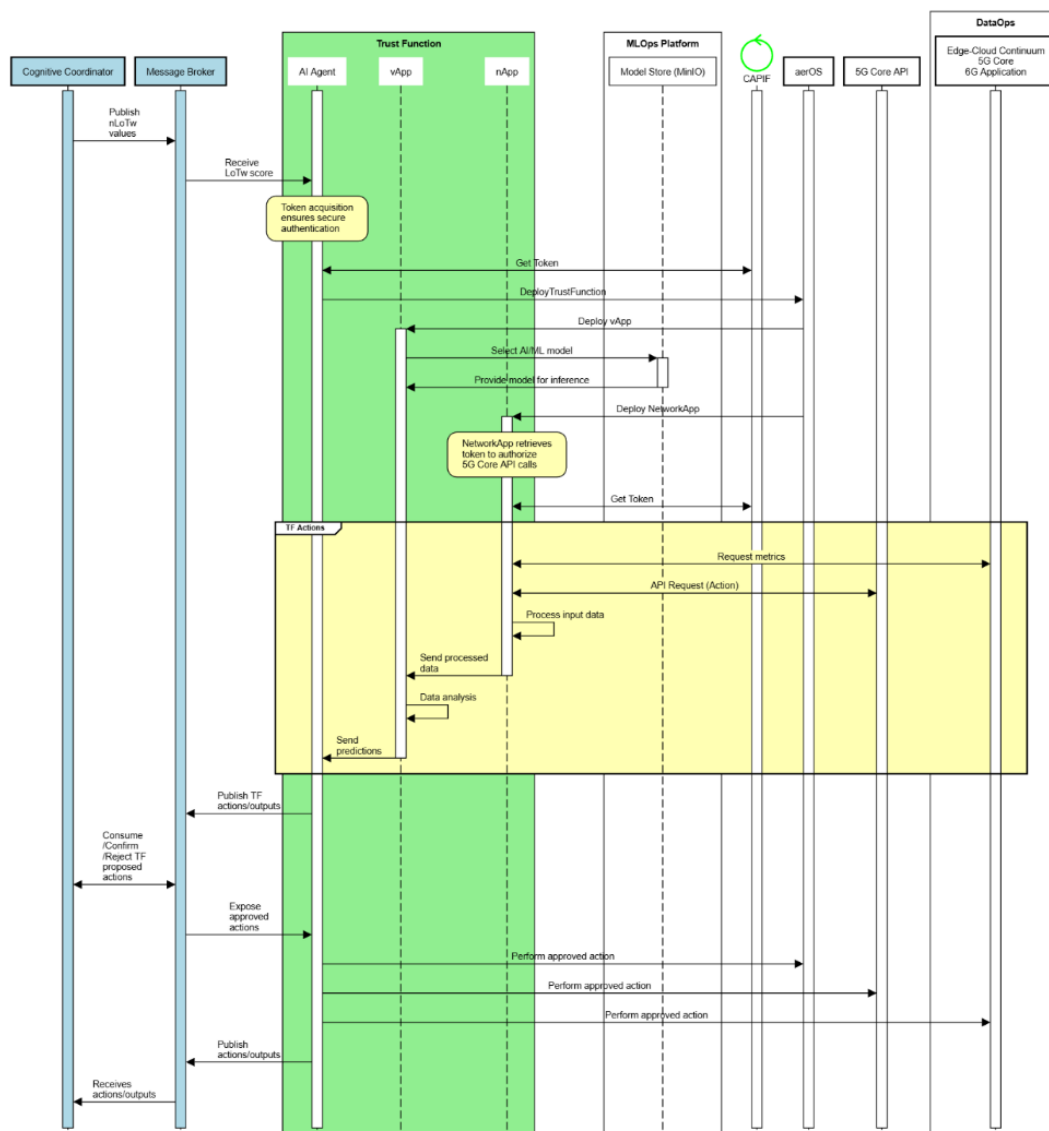 DataOps
Trust Function
MLOps Platform
Cognitive Coordinator
Message Broker
AI Agent
vApp
nApp
Model Store (MinIO)
CAPIF
aerOS
5G Core API
Edge-Cloud Continuum
5G Core
6G Application
Publish
nLoTw
values
Receive
LoTw score
Token acquisition
ensures secure
authentication
Get Token
DeployTrustFunction
Deploy vApp
Select AI/ML model
Provide model for inference
Deploy NetworkApp
NetworkApp retrieves
token to authorize
5G Core API calls
Get Token
TF Actions
Request metrics
API Request (Action)
Process input data
Send processed
data
Data analysis
Send
predictions
Publish TF
actions/outputs
Consume
/Confirm
/Reject TF
proposed
actions
Expose
approved
actions
Perform approved action
Perform approved action
Perform approved action
Publish
actions/outputs
Receives
actions/outputs